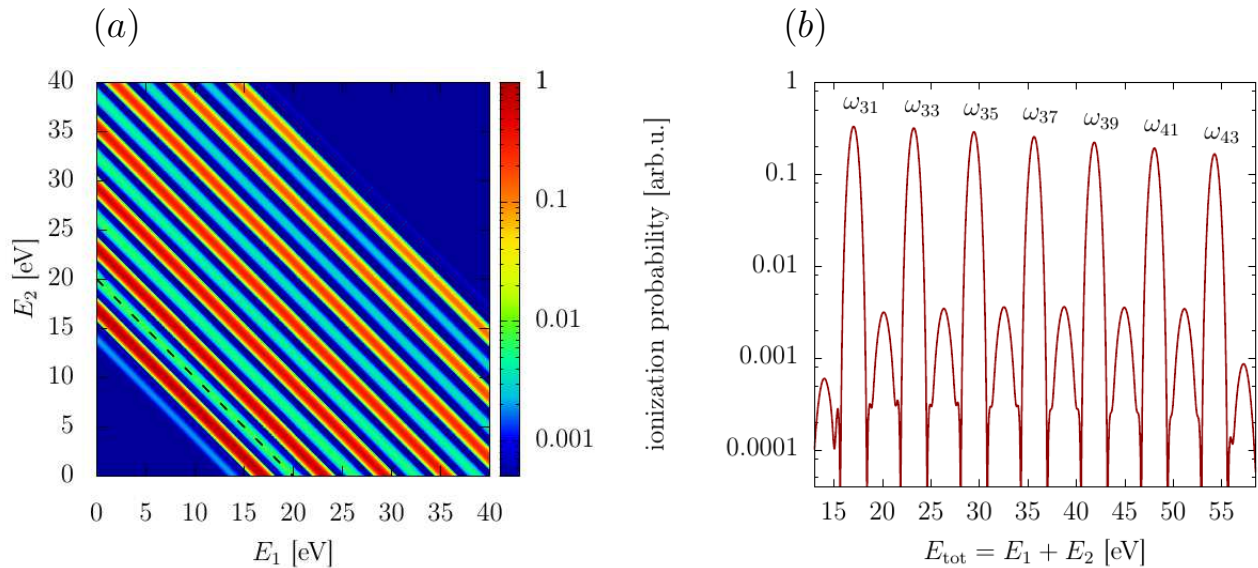 (a)
40
35
30
25
20
15
10
5
0
E₂ [eV]
0 5 10 15 20 25 30 35 40
E₁ [eV]
1
0.1
0.01
0.001
(b)
ionization probability [arb.u.]
1
0.1
0.01
0.001
0.0001
ω₃₁ ω₃₃ ω₃₅ ω₃₇ ω₃₉ ω₄₁ ω₄₃
15 20 25 30 35 40 45 50 55
E_tot = E₁ + E₂ [eV]